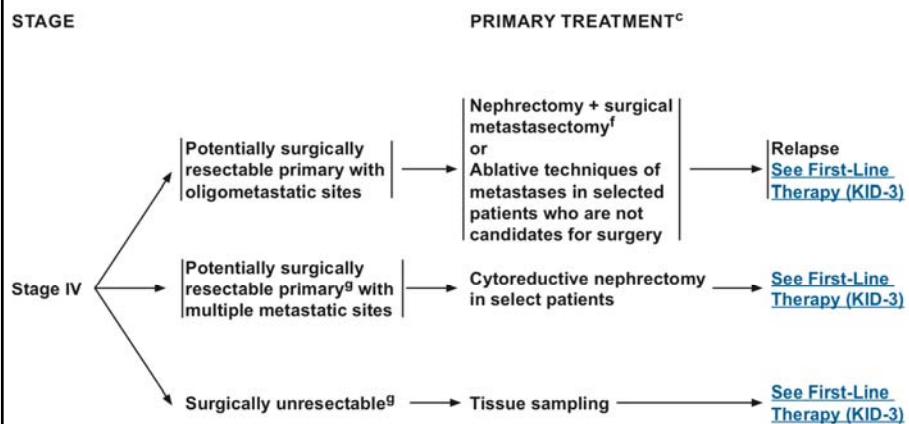 STAGE
PRIMARY TREATMENTᶜ
Potentially surgically
resectable primary with
oligometastatic sites
Nephrectomy + surgical
metastasectomyᶠ
or
Ablative techniques of
metastases in selected
patients who are not
candidates for surgery
Relapse
See First-Line
Therapy (KID-3)
Stage IV
Potentially surgically
resectable primaryᵍ with
multiple metastatic sites
Cytoreductive nephrectomy
in select patients
See First-Line
Therapy (KID-3)
Surgically unresectableᵍ
Tissue sampling
See First-Line
Therapy (KID-3)